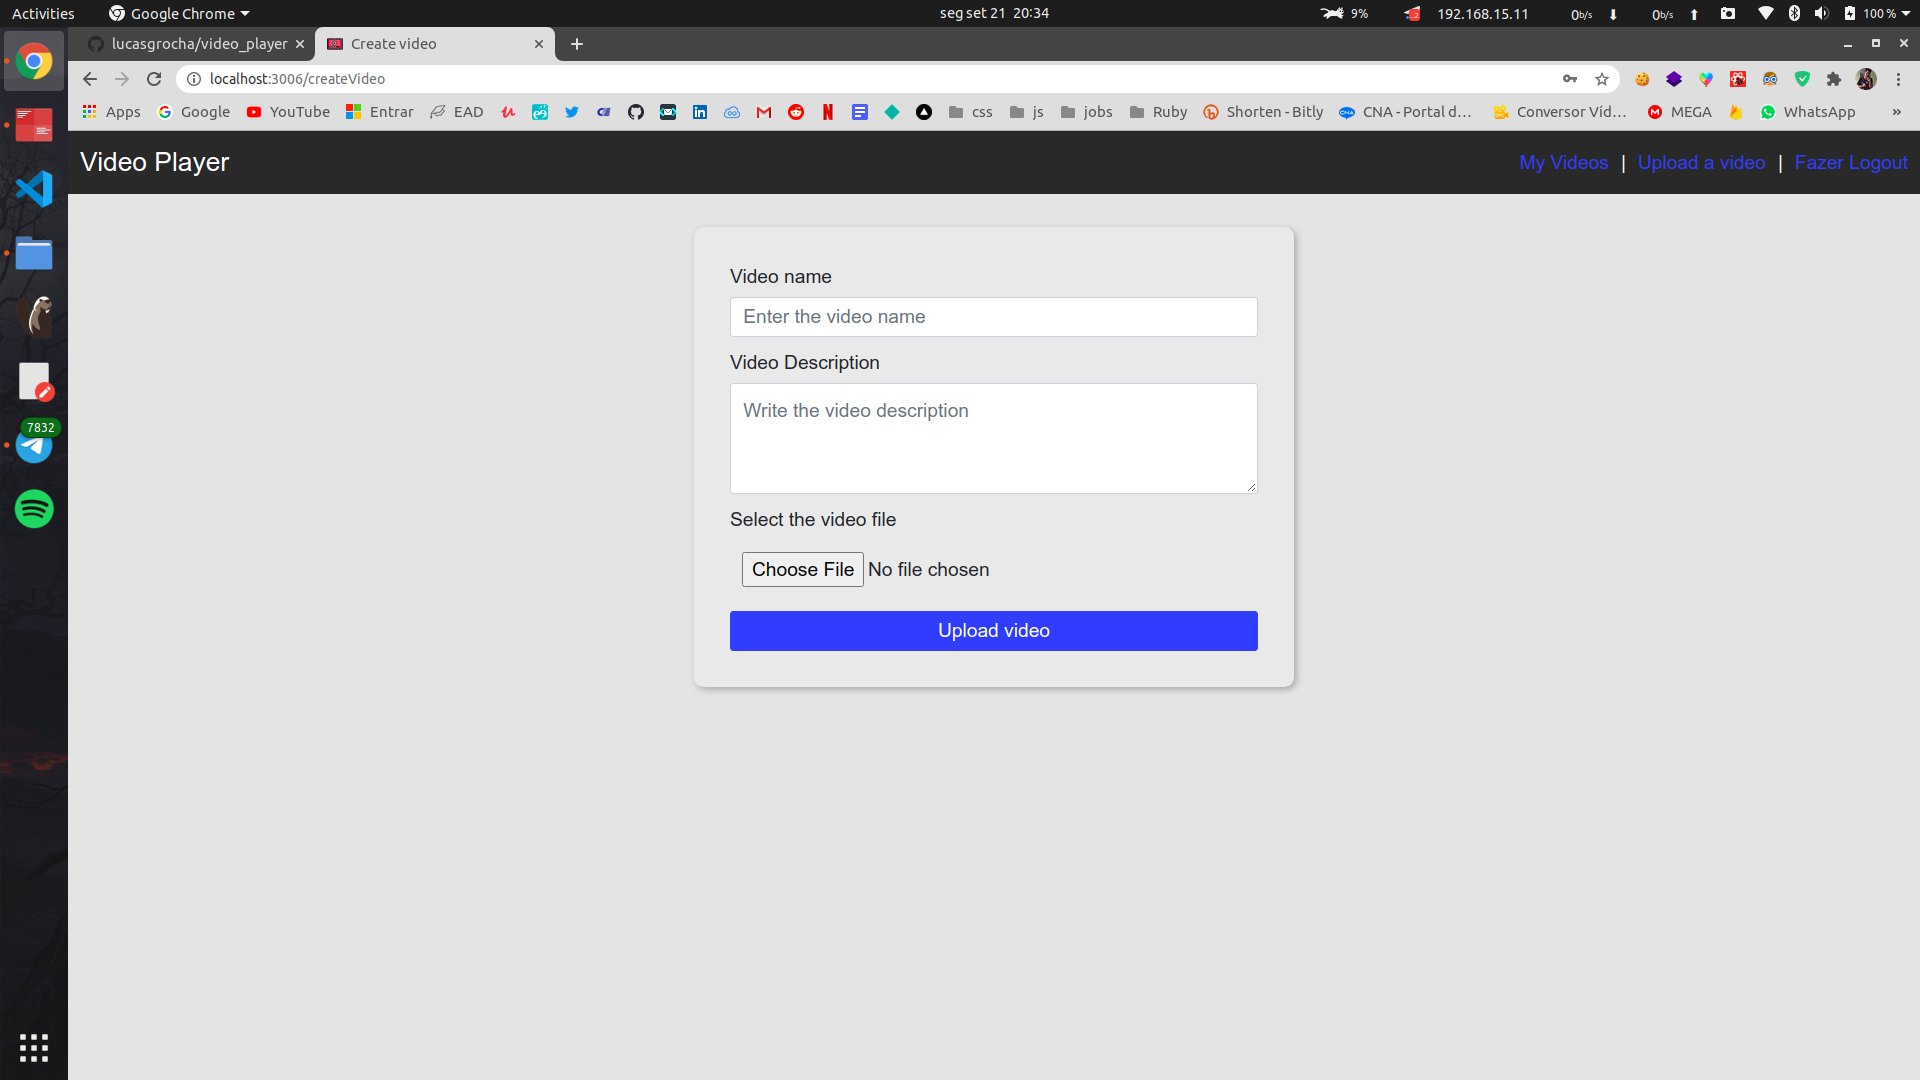 Activities Google Chrome seg set 21 20:34 9% 192.168.15.11 0b/s 0b/s 100 %
lucasgrocha/video_player Create video
localhost:3006/createVideo
Apps Google YouTube Entrar EAD css js jobs Ruby Shorten - Bitly CNA - Portal d... Conversor Víd... MEGA WhatsApp »
Video Player My Videos | Upload a video | Fazer Logout
Video name
Enter the video name
Video Description
Write the video description
7832
Select the video file
Choose File No file chosen
Upload video